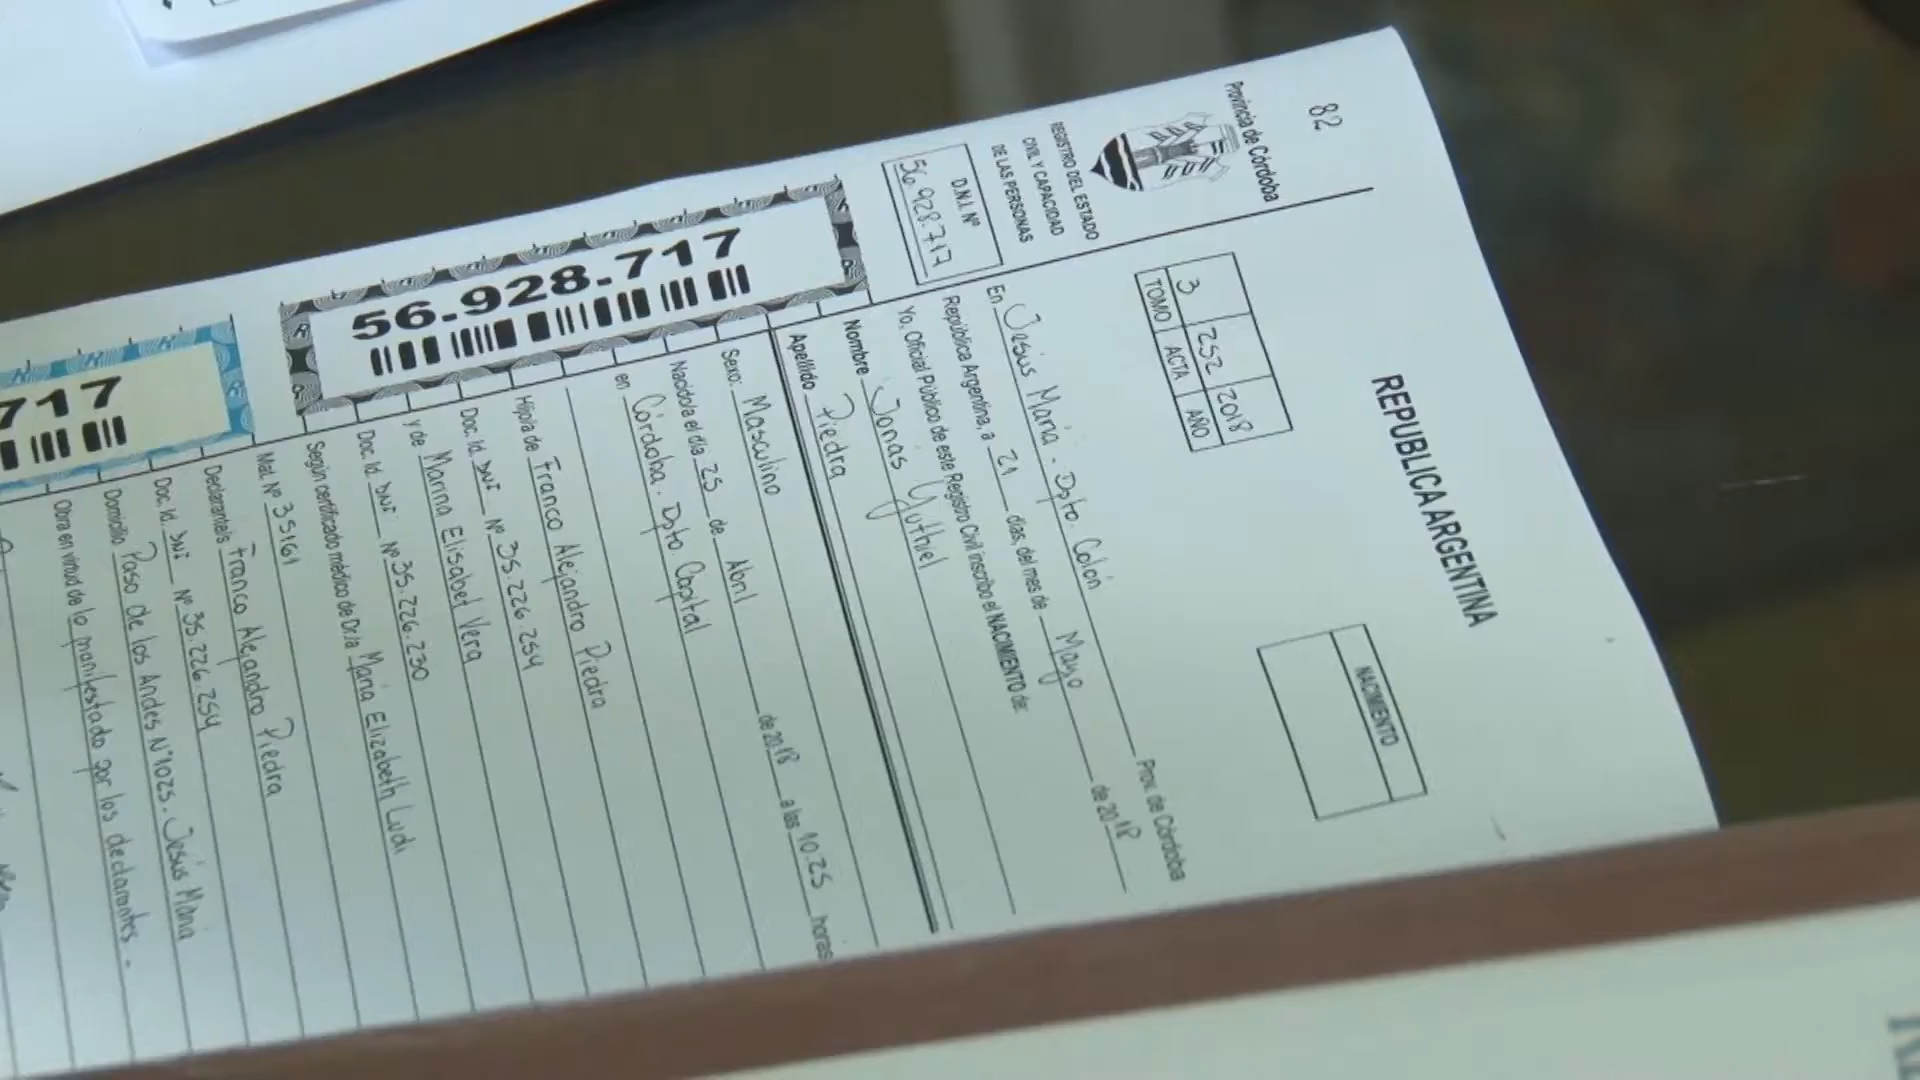 82
REPUBLICA ARGENTINA
Provincia de Córdoba
REGISTRO DEL ESTADO
CIVIL Y CAPACIDAD
DE LAS PERSONAS
D.N.I. Nº
56.928.717
NACIMIENTO
3 252 2018
TOMO ACTA AÑO
En Jesús María - Dpto. Colón Prov. de Córdoba
República Argentina, a 21 días, del mes de Mayo de 2018
Yo, Oficial Público de este Registro Civil inscribo el NACIMIENTO de:
Nombre Jonás Yuthiel
Apellido Piedra
Sexo: Masculino
Nacido/a el día 25 de Abril de 2018 a las 10.25 horas
en Córdoba. Dpto. Capital
Hijo/a de Franco Alejandro Piedra
Doc. Id. DNI Nº 35.226.254
y de Marina Elisabet Vera
Doc. Id. DNI Nº 35.226.230
Según certificado médico de Dr/a María Elizabeth Ludi
Mat. Nº 35161
Declarante/s Franco Alejandro Piedra
Doc. Id. DNI Nº 35.226.254
Domicilio Paso de los Andes Nº1025. Jesús María
Obra en virtud de lo manifestado por los declarantes.-
56.928.717
717